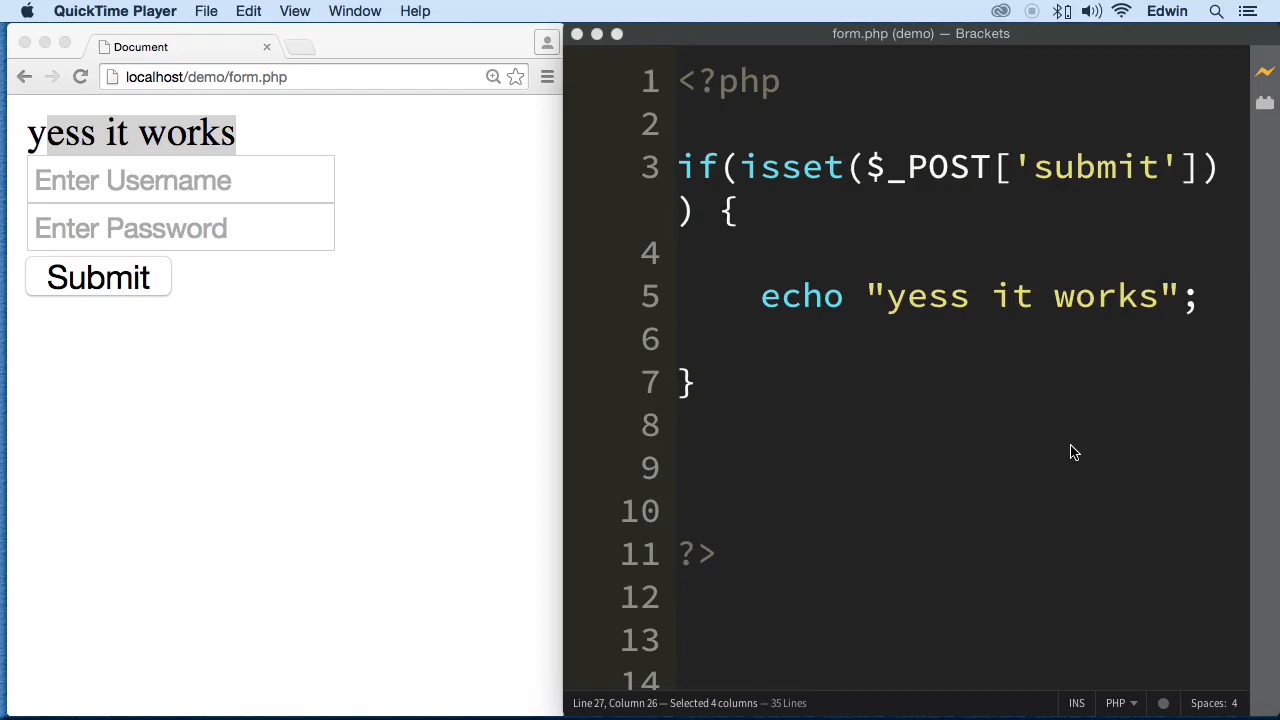 QuickTime Player File Edit View Window Help Edwin
Document
localhost/demo/form.php
yess it works
Enter Username
Enter Password
Submit
form.php (demo) — Brackets
1 <?php
2
3 if(isset($_POST['submit'])
) {
4
5 echo "yess it works";
6
7 }
8
9
10
11 ?>
12
13
14
Line 27, Column 26 — Selected 4 columns — 35 Lines INS PHP Spaces: 4